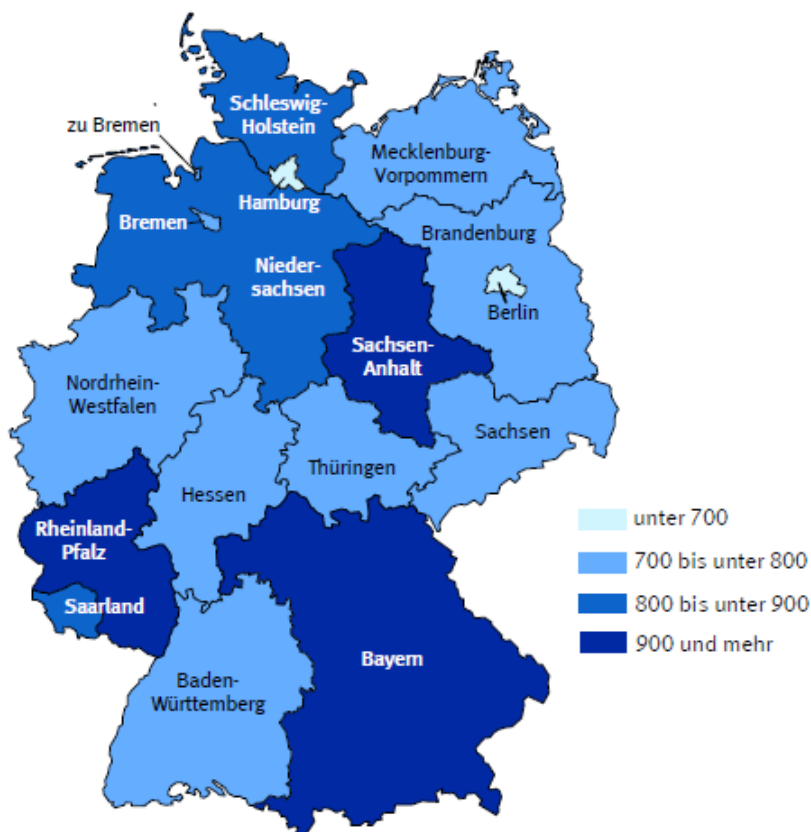 Schleswig-
Holstein
zu Bremen
Mecklenburg-
Vorpommern
Hamburg
Bremen
Brandenburg
Nieder-
sachsen
Berlin
Sachsen-
Anhalt
Nordrhein-
Westfalen
Sachsen
Thüringen
Hessen
Rheinland-
Pfalz
Saarland
Bayern
Baden-
Württemberg
unter 700
700 bis unter 800
800 bis unter 900
900 und mehr